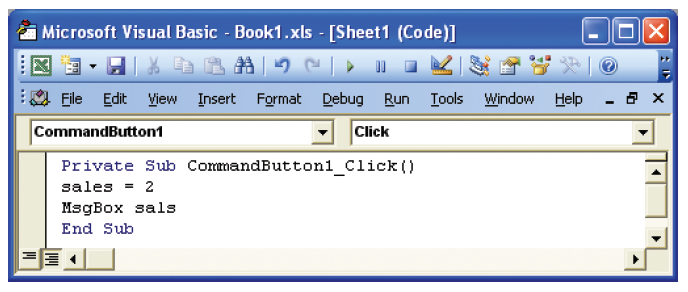 Microsoft Visual Basic - Book1.xls - [Sheet1 (Code)]
File Edit View Insert Format Debug Run Tools Window Help
CommandButton1 Click
Private Sub CommandButton1_Click()
sales = 2
MsgBox sals
End Sub